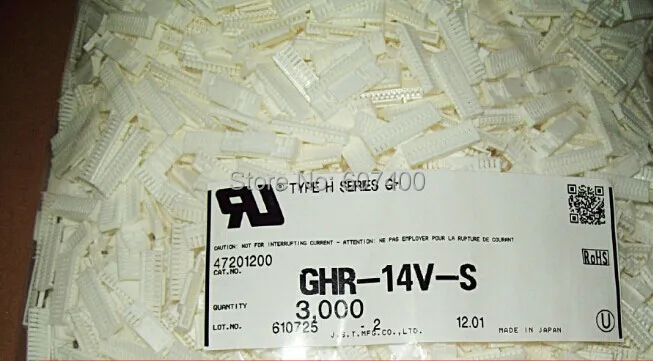 Store No: 607400
RU ® TYPE H SERIES GH
CAUTION: NOT FOR INTERRUPTING CURRENT - ATTENTION: NE PAS EMPLOYER POUR LA RUPTURE DE COURANT
47201200
CAT.NO.
GHR-14V-S
RoHS
QUANTITY
3,000
LOT.NO. 610725 -2 12.01 MADE IN JAPAN U
J.S.T.MFG.CO.,LTD.